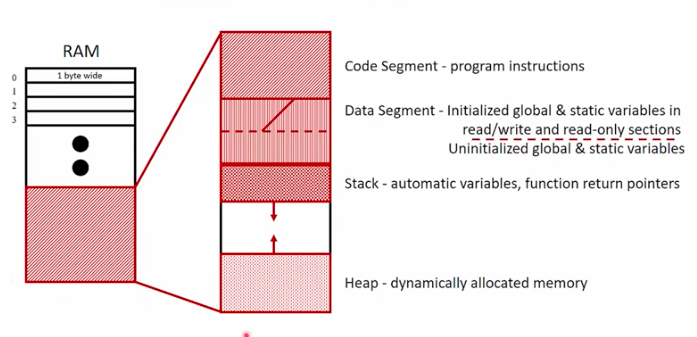 RAM
0
1 byte wide
1
2
3
Code Segment - program instructions
Data Segment - Initialized global & static variables in
read/write and read-only sections
Uninitialized global & static variables
Stack - automatic variables, function return pointers
Heap - dynamically allocated memory